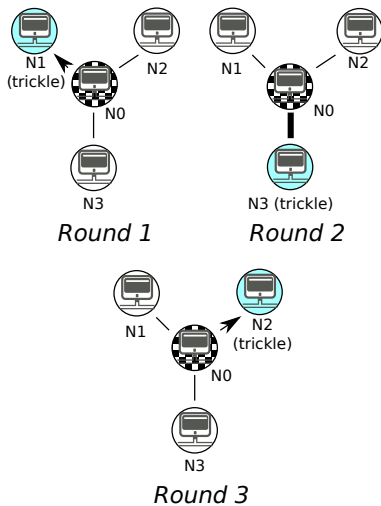 N1
(trickle)
N2
N0
N3
Round 1
N1
N2
N0
N3 (trickle)
Round 2
N1
N2
(trickle)
N0
N3
Round 3